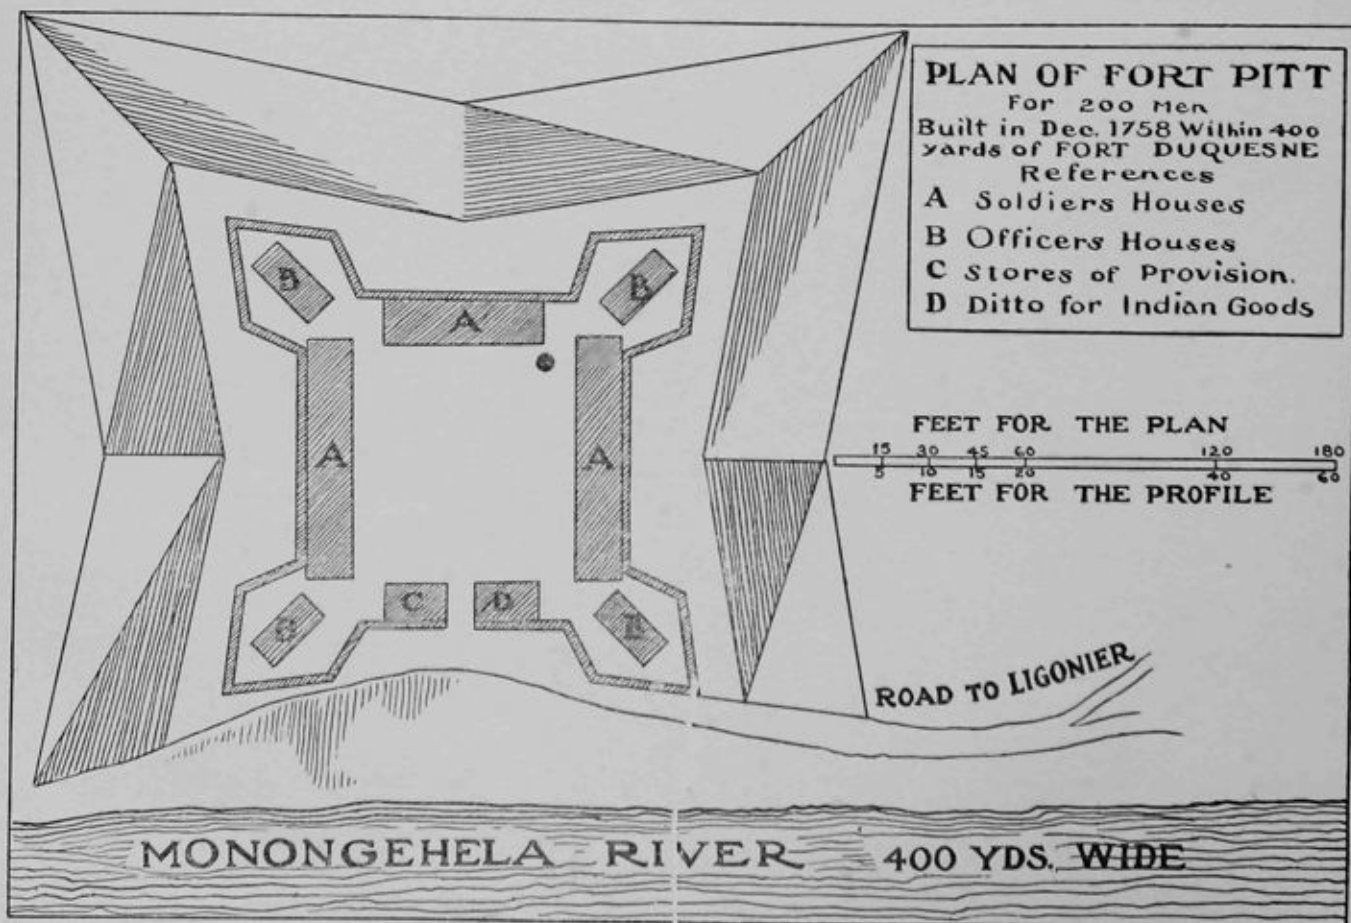 PLAN OF FORT PITT
For 200 Men
Built in Dec. 1758 Within 400
yards of FORT DUQUESNE
References
A Soldiers Houses
B Officers Houses
C Stores of Provision.
D Ditto for Indian Goods
B
B
A
A
A
FEET FOR THE PLAN
15 30 45 60 120 180
5 10 15 20 40 60
FEET FOR THE PROFILE
C
D
B
ROAD TO LIGONIER
MONONGEHELA RIVER 400 YDS. WIDE